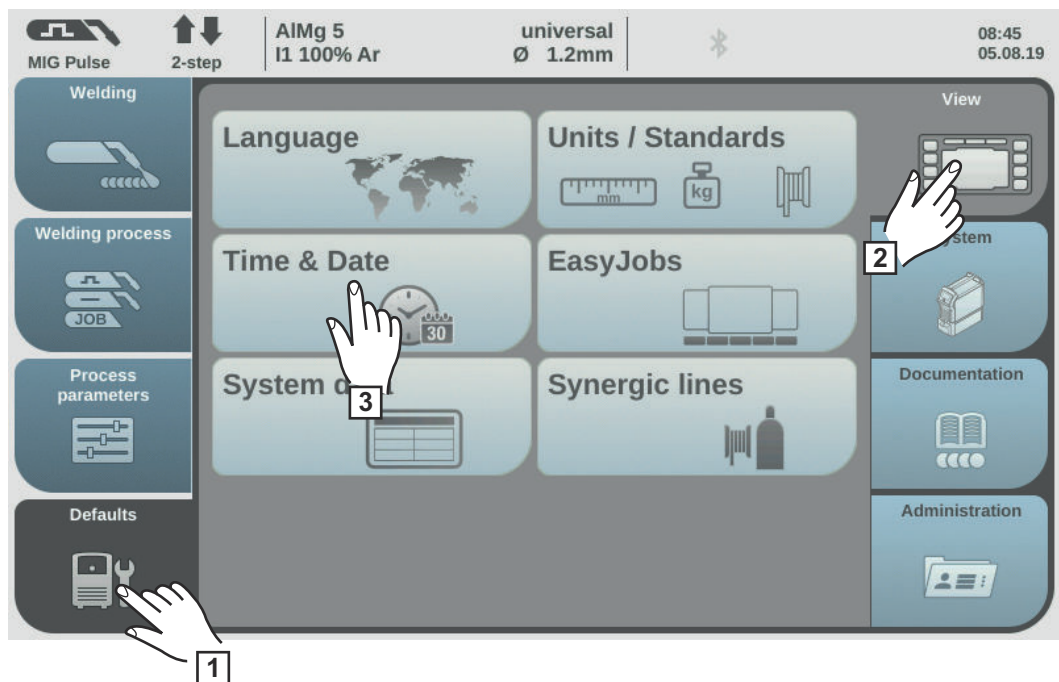 MIG Pulse
2-step
AlMg 5
I1 100% Ar
universal
Ø 1.2mm
08:45
05.08.19
Welding
Welding process
JOB
Process
parameters
Defaults
Language
Units / Standards
mm
kg
Time & Date
30
EasyJobs
System
Synergic lines
View
Documentation
Administration
1
2
3